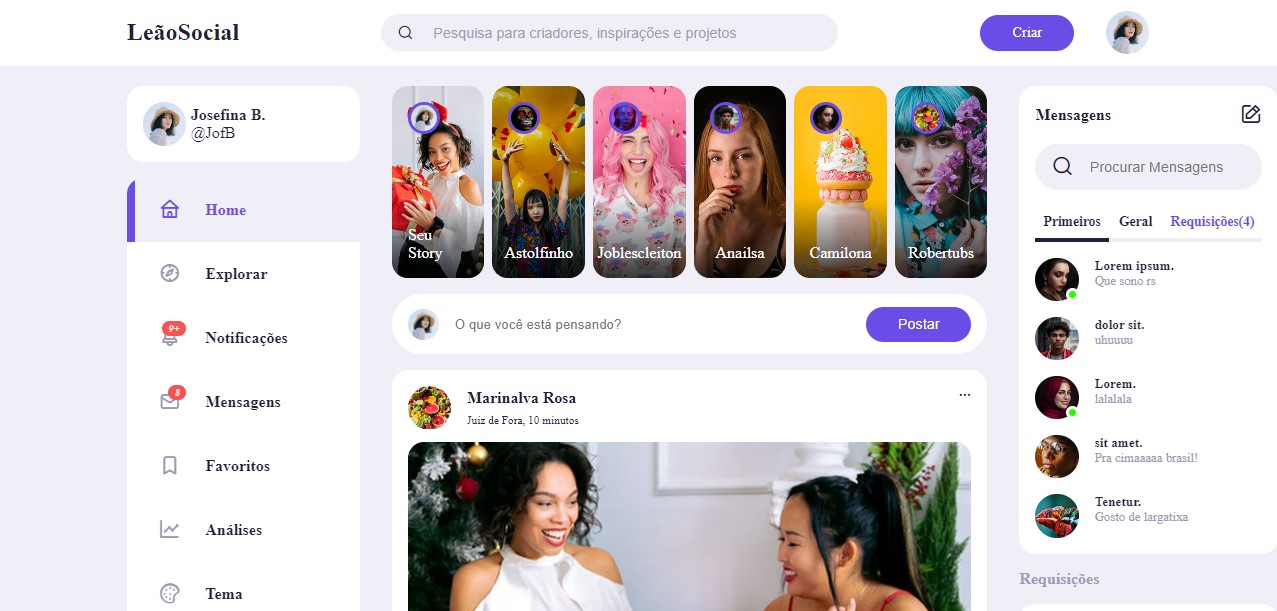 LeãoSocial
Pesquisa para criadores, inspirações e projetos
Criar
Josefina B.
@JofB
Home
Explorar
9+
Notificações
8
Mensagens
Favoritos
Análises
Tema
Seu
Story
Astolfinho
Joblescleiton
Anailsa
Camilona
Robertubs
O que você está pensando?
Postar
Marinalva Rosa
Juiz de Fora, 10 minutos
...
Mensagens
Procurar Mensagens
Primeiros
Geral
Requisições(4)
Lorem ipsum.
Que sono rs
dolor sit.
uhuuuu
Lorem.
lalalala
sit amet.
Pra cimaaaaa brasil!
Tenetur.
Gosto de largatixa
Requisições